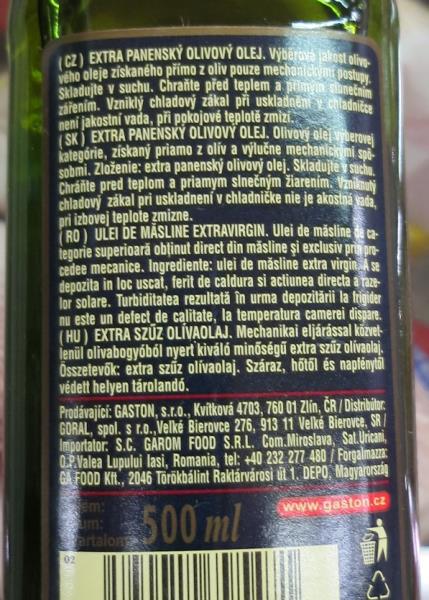 (CZ) EXTRA PANENSKÝ OLIVOVÝ OLEJ. Výběrová jakost olivo-
vého oleje získaného přímo z oliv pouze mechanickými postupy.
Skladujte v suchu. Chraňte před teplem a přímým slunečním
zářením. Vzniklý chladový zákal při uskladnění v chladničce
není jakostní vada, při pokojové teplotě zmizí.
(SK) EXTRA PANENSKÝ OLIVOVÝ OLEJ. Olivový olej výberovej
kategórie, získaný priamo z olív a výlučne mechanickými spô-
sobmi. Zloženie: extra panenský olivový olej. Skladujte v suchu.
Chráňte pred teplom a priamym slnečným žiarením. Vzniknutý
chladový zákal pri uskladnení v chladničke nie je akostná vada,
pri izbovej teplote zmizne.
(RO) ULEI DE MĂSLINE EXTRAVIRGIN. Ulei de măsline de ca-
tegorie superioară obținut direct din măsline și exclusiv prin pro-
cedee mecanice. Ingrediente: ulei de măsline extra virgin. A se
depozita in loc uscat, ferit de caldura si actiunea directa a raze-
lor solare. Turbiditatea rezultată în urma depozitării la frigider
nu este un defect de calitate, la temperatura camerei dispare.
(HU) EXTRA SZŰZ OLÍVAOLAJ. Mechanikai eljárással közvet-
lenül olivabogyóból nyert kiváló minőségű extra szűz olívaolaj.
Összetevők: extra szűz olívaolaj. Száraz, hőtől és napfénytől
védett helyen tárolandó.
Prodávající: GASTON, s.r.o., Kvítková 4703, 760 01 Zlín, ČR / Distribútor:
GORAL, spol. s r.o.,Velké Bierovce 276, 913 11 Veľké Bierovce, SR /
Importator: S.C. GAROM FOOD S.R.L. Com.Miroslava, Sat.Uricani,
O.P.Valea Lupului Iasi, Romania, tel: +40 232 277 480 / Forgalmazza:
GA FOOD Kft., 2046 Törökbálint Raktárvárosi út 1. DEPO, Magyarország
www.gaston.cz
500 ml
02